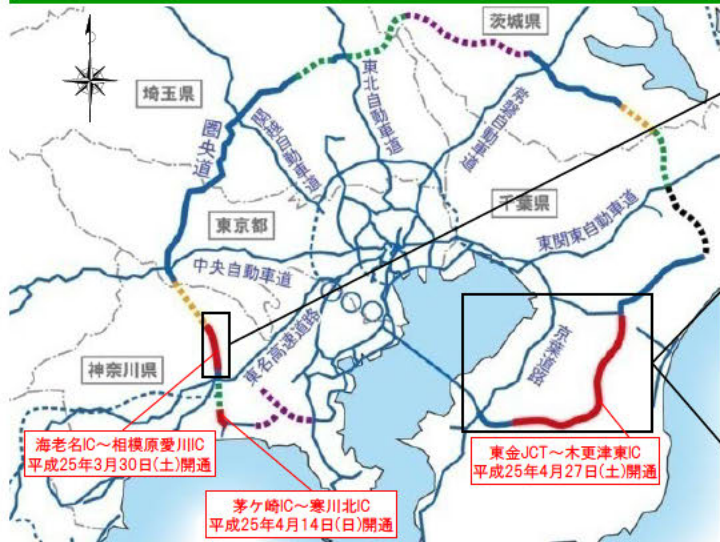 茨城県
埼玉県
圏央道
関越自動車道
東北自動車道
常磐自動車道
千葉県
東京都
東関東自動車道
中央自動車道
東名高速道路
京葉道路
神奈川県
海老名IC～相模原愛川IC
平成25年3月30日(土)開通
東金JCT～木更津東IC
平成25年4月27日(土)開通
茅ケ崎IC～寒川北IC
平成25年4月14日(日)開通